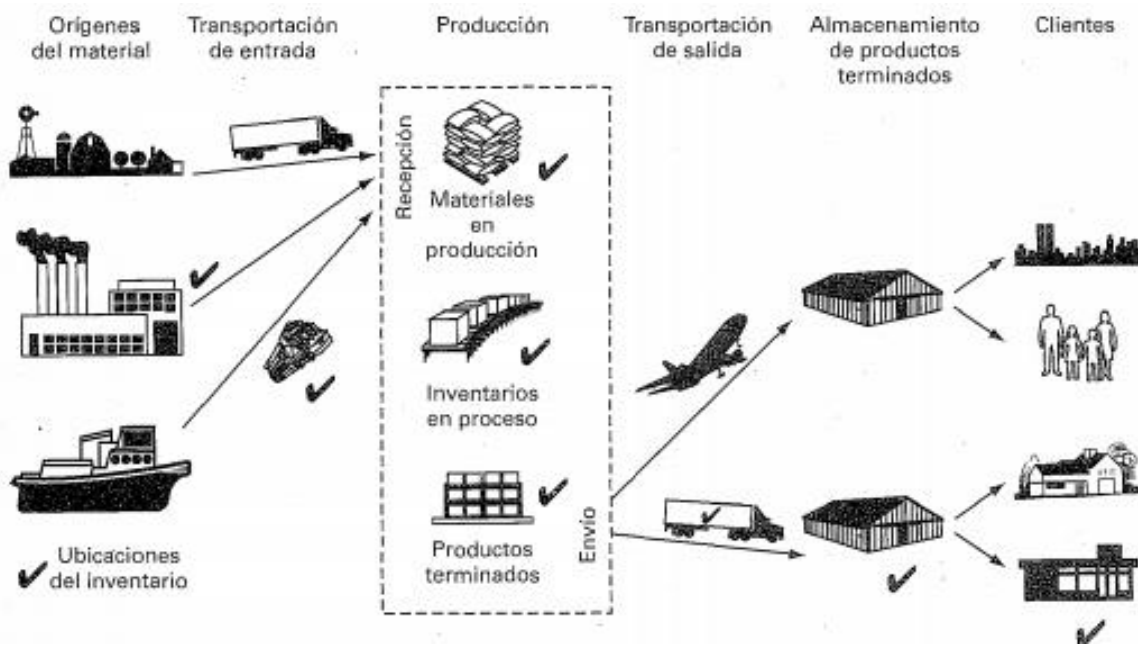 Orígenes
del material
Transportación
de entrada
Producción
Transportación
de salida
Almacenamiento
de productos
terminados
Clientes
Recepción
Materiales
en
producción
Inventarios
en proceso
Productos
terminados
Envío
Ubicaciones
del inventario